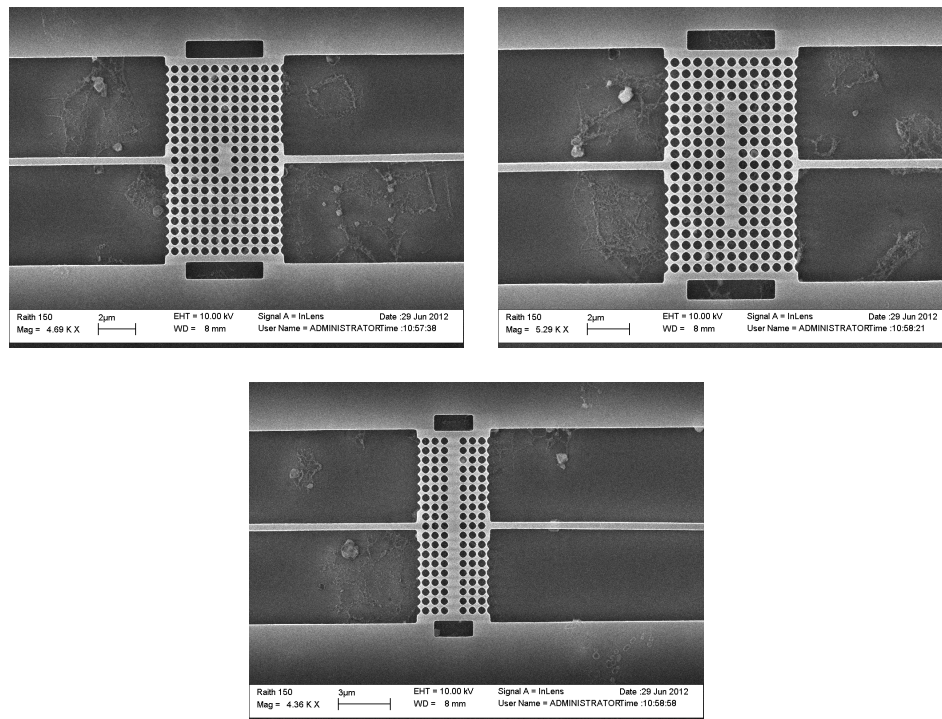 Raith 150 2µm EHT = 10.00 kV Signal A = InLens Date :29 Jun 2012
Mag = 4.69 K X WD = 8 mm User Name = ADMINISTRATOR Time :10:57:38
Raith 150 2µm EHT = 10.00 kV Signal A = InLens Date :29 Jun 2012
Mag = 5.29 K X WD = 8 mm User Name = ADMINISTRATOR Time :10:58:21
Raith 150 3µm EHT = 10.00 kV Signal A = InLens Date :29 Jun 2012
Mag = 4.36 K X WD = 8 mm User Name = ADMINISTRATOR Time :10:58:58